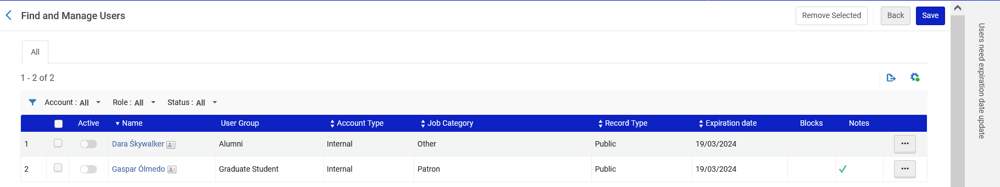 Find and Manage Users
Remove Selected Back Save
All
1 - 2 of 2
Account : All Role : All Status : All
Active Name User Group Account Type Job Category Record Type Expiration date Blocks Notes
1 Dara Śkywalker Alumni Internal Other Public 19/03/2024
2 Gaspar Ólmedo Graduate Student Internal Patron Public 19/03/2024
Users need expiration date update